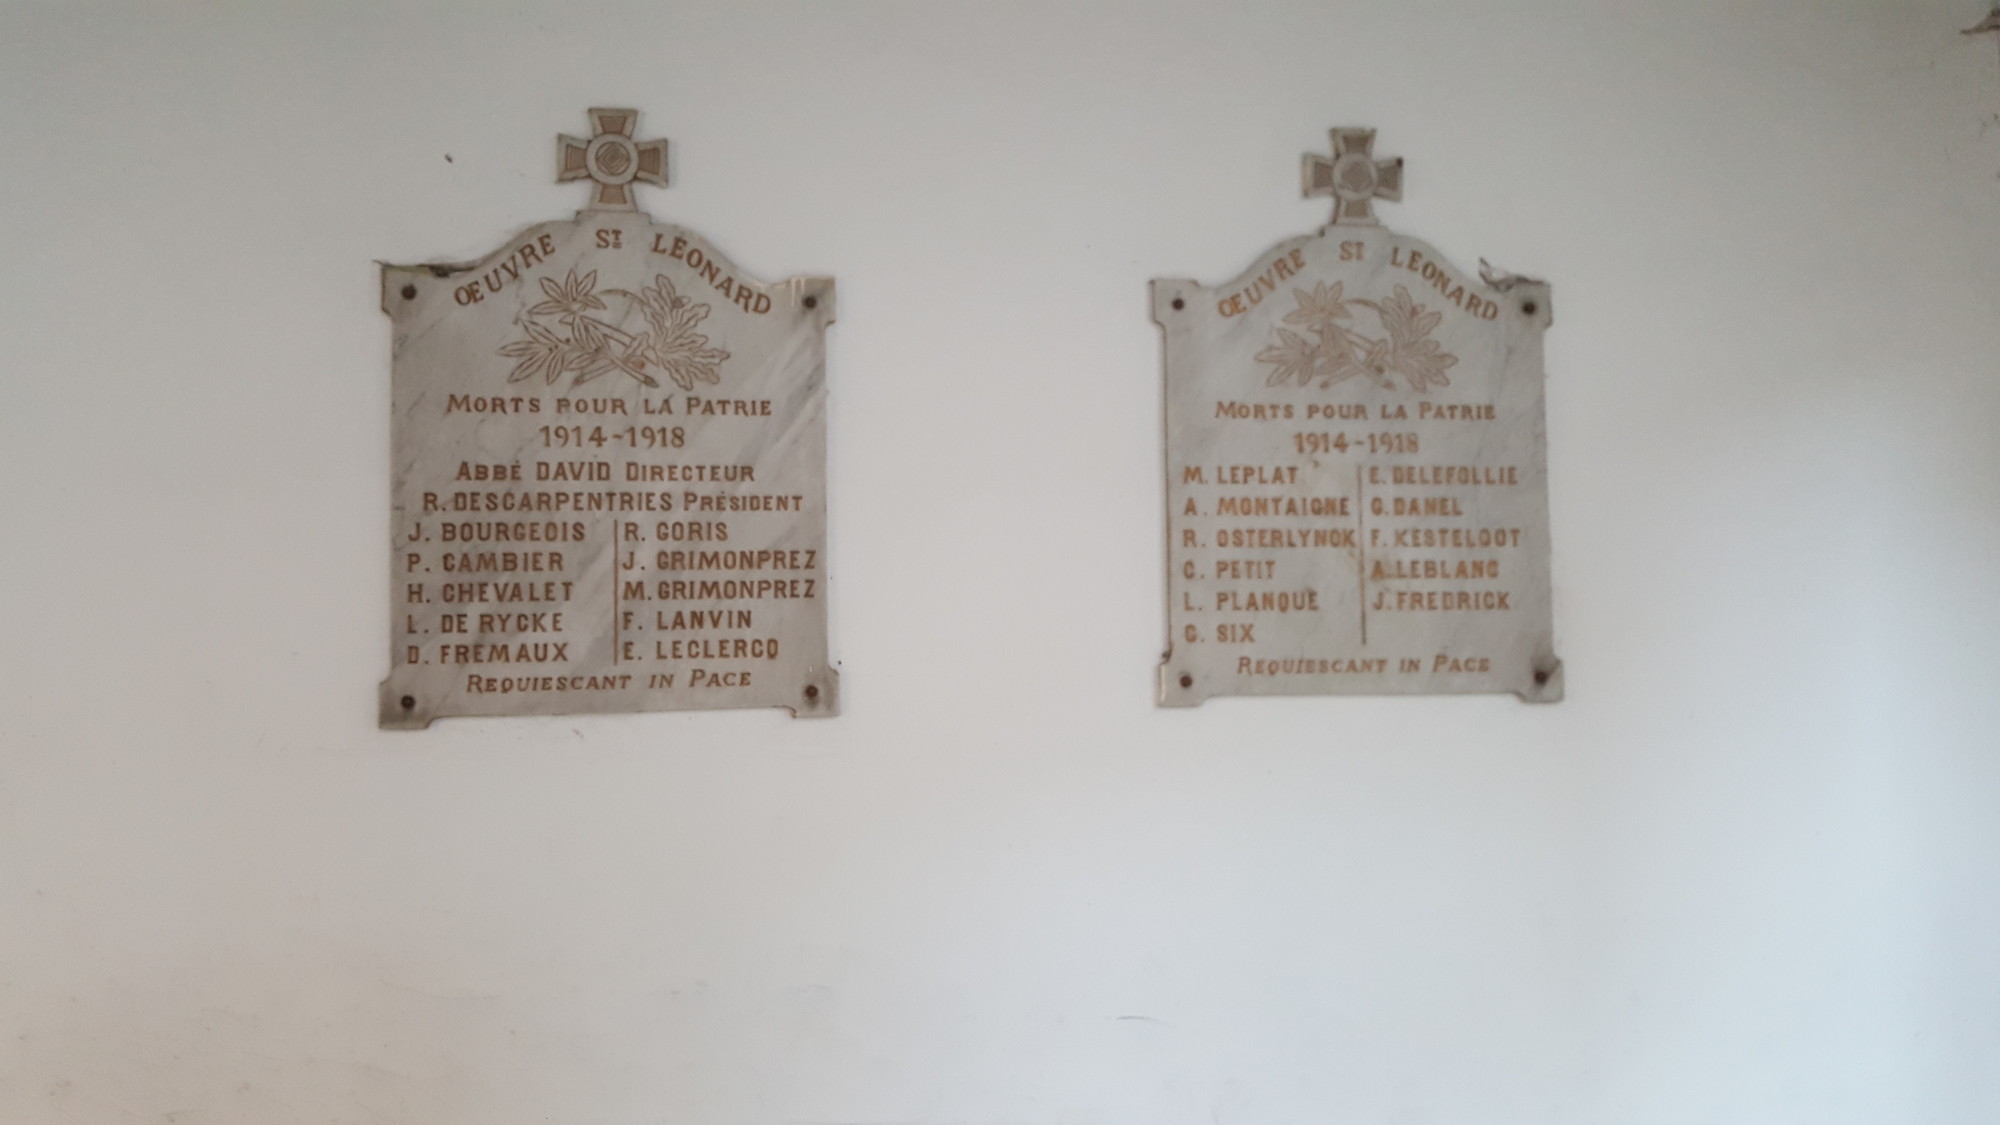 ŒUVRE ST LÉONARD
MORTS POUR LA PATRIE
1914-1918
ABBÉ DAVID DIRECTEUR
R. DESCARPENTRIES PRÉSIDENT
J. BOURGEOIS
P. CAMBIER
H. CHEVALET
L. DE RYCKE
D. FREMAUX
R. GORIS
J. GRIMONPREZ
M. GRIMONPREZ
F. LANVIN
E. LECLERCQ
REQUIESCANT IN PACE
ŒUVRE ST LÉONARD
MORTS POUR LA PATRIE
1914-1918
M. LEPLAT
A. MONTAIGNE
R. OSTERLYNCK
C. PETIT
L. PLANQUE
G. SIX
E. DELEFOLLIE
G. DANEL
F. KESTELOOT
A. LEBLANC
J. FREDRICK
REQUIESCANT IN PACE